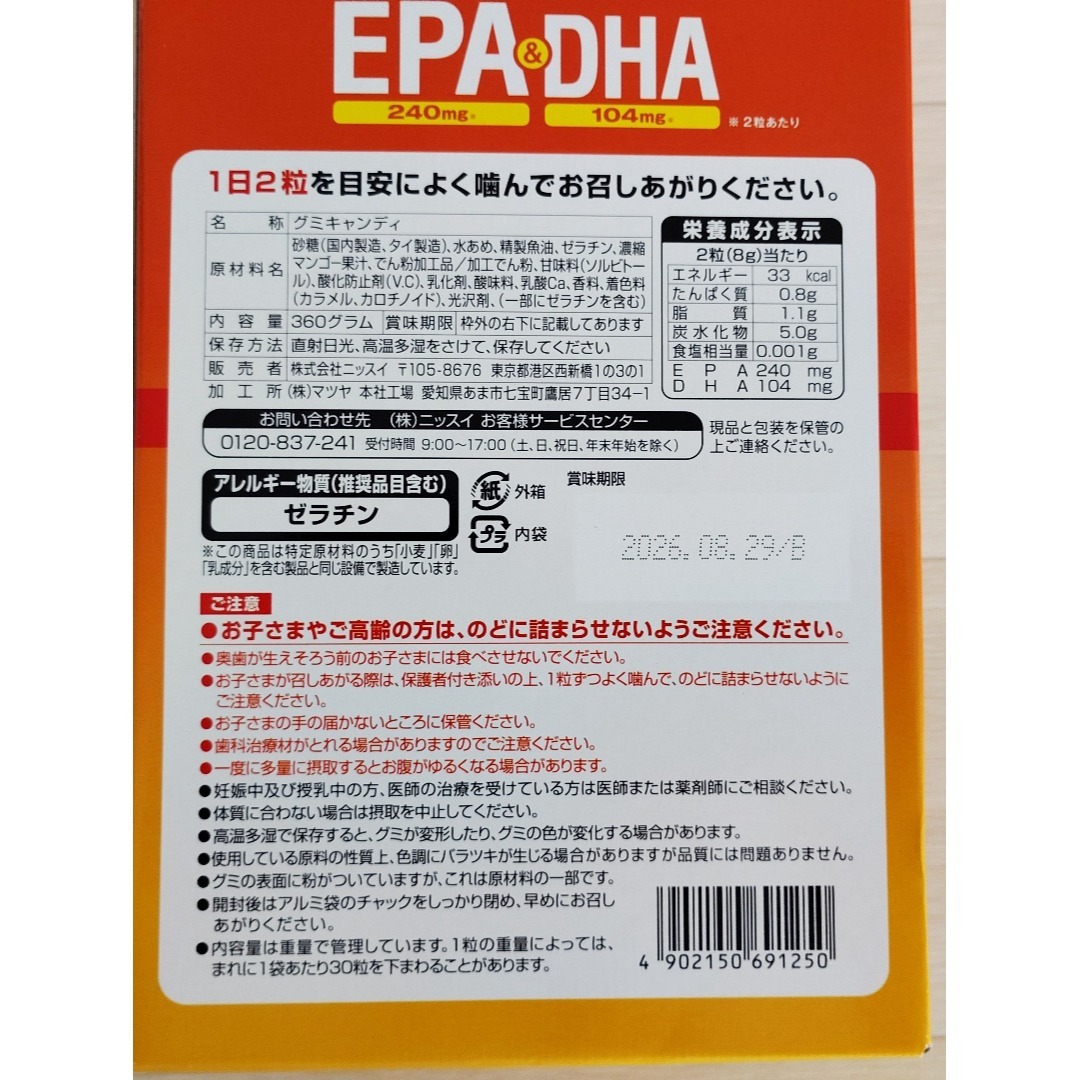 EPA&DHA
240mg※ 104mg※ ※2粒あたり
1日2粒を目安によく噛んでお召しあがりください。
名称 グミキャンディ
原材料名 砂糖(国内製造、タイ製造)、水あめ、精製魚油、ゼラチン、濃縮
マンゴー果汁、でん粉加工品/加工でん粉、甘味料(ソルビトー
ル)、酸化防止剤(V.C)、乳化剤、酸味料、乳酸Ca、香料、着色料
(カラメル、カロチノイド)、光沢剤、(一部にゼラチンを含む)
内容量 360グラム 賞味期限 枠外の右下に記載してあります
保存方法 直射日光、高温多湿をさけて、保存してください
販売者 株式会社ニッスイ 〒105-8676 東京都港区西新橋1の3の1
加工所 (株)マツヤ 本社工場 愛知県あま市七宝町鷹居7丁目34-1
栄養成分表示
2粒(8g)当たり
エネルギー 33 kcal
たんぱく質 0.8g
脂質 1.1g
炭水化物 5.0g
食塩相当量 0.001g
EPA 240 mg
DHA 104 mg
お問い合わせ先 (株)ニッスイ お客様サービスセンター
0120-837-241 受付時間 9:00~17:00(土、日、祝日、年末年始を除く)
現品と包装を保管の
上ご連絡ください。
アレルギー物質(推奨品目含む)
ゼラチン
※この商品は特定原材料のうち「小麦」「卵」
「乳成分」を含む製品と同じ設備で製造しています。
紙 外箱
プラ 内袋
賞味期限
2026.08.29/B
ご注意
●お子さまやご高齢の方は、のどに詰まらせないようご注意ください。
●奥歯が生えそろう前のお子さまには食べさせないでください。
●お子さまが召しあがる際は、保護者付き添いの上、1粒ずつよく噛んで、のどに詰まらせないように
ご注意ください。
●お子さまの手の届かないところに保管ください。
●歯科治療材がとれる場合がありますのでご注意ください。
●一度に多量に摂取するとお腹がゆるくなる場合があります。
●妊娠中及び授乳中の方、医師の治療を受けている方は医師または薬剤師にご相談ください。
●体質に合わない場合は摂取を中止してください。
●高温多湿で保存すると、グミが変形したり、グミの色が変化する場合があります。
●使用している原料の性質上、色調にバラツキが生じる場合がありますが品質には問題ありません。
●グミの表面に粉がついていますが、これは原材料の一部です。
●開封後はアルミ袋のチャックをしっかり閉め、早めにお召し
あがりください。
●内容量は重量で管理しています。1粒の重量によっては、
まれに1袋あたり30粒を下まわることがあります。
4 902150 691250